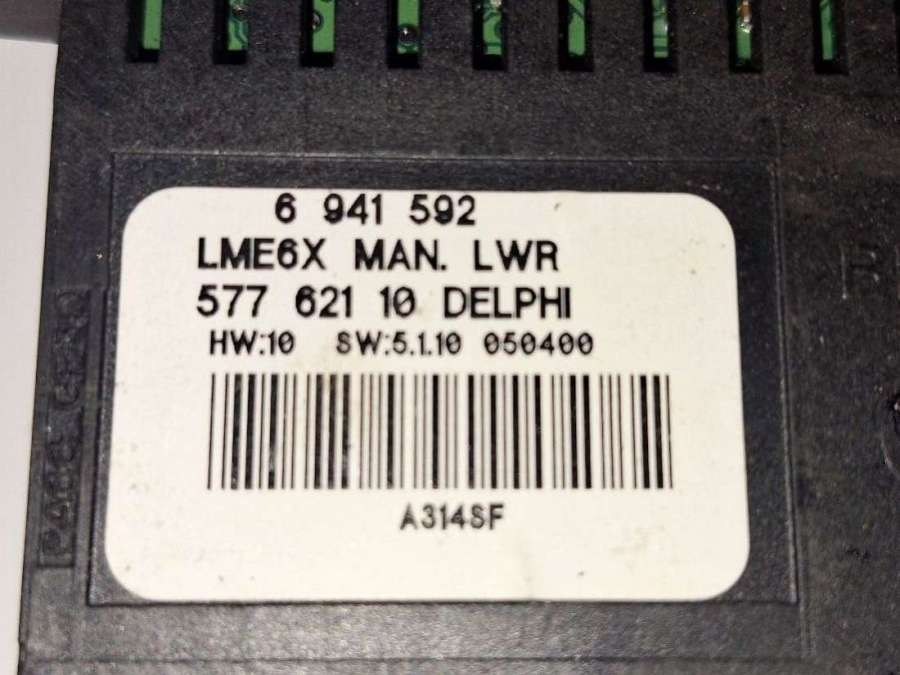 6 941 592
LME6X MAN. LWR
577 621 10 DELPHI
HW:10 SW:5.1.10 050400
A314SF